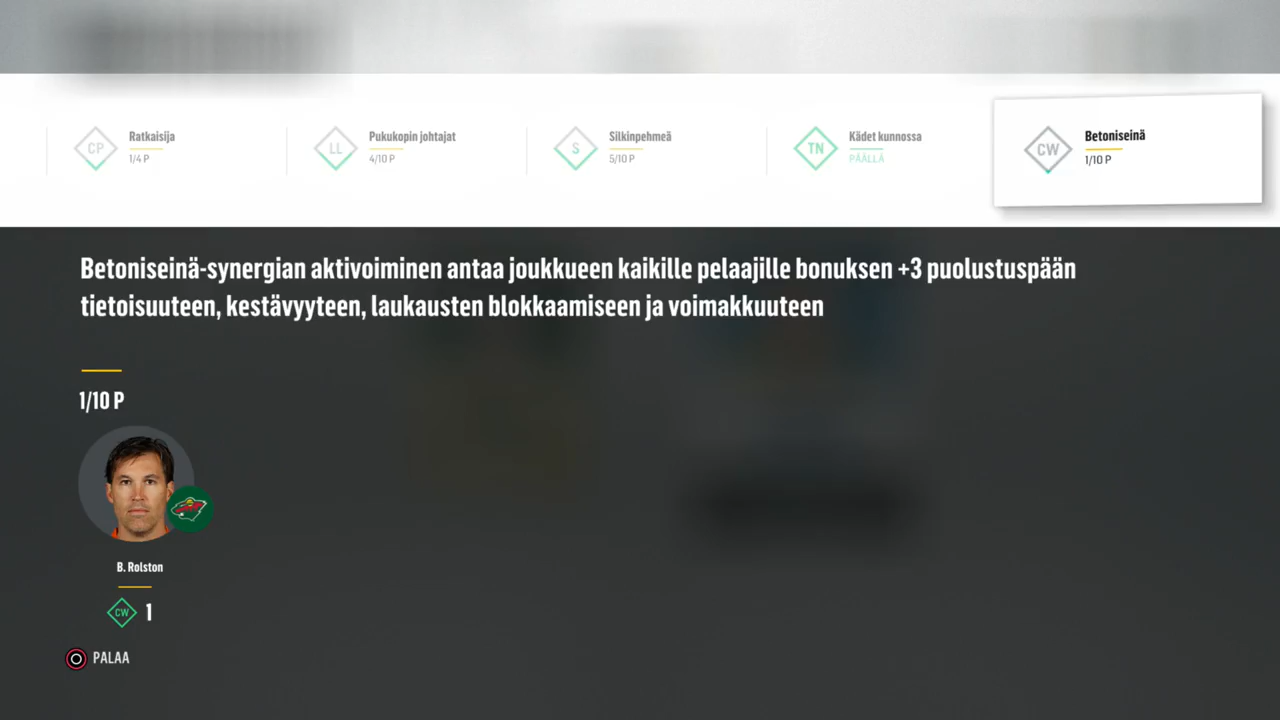 CP Ratkaisija
1/4 P
LL Pukukopin johtajat
4/10 P
S Silkinpehmeä
5/10 P
TN Kädet kunnossa
PÄÄLLÄ
CW Betoniseinä
1/10 P
Betoniseinä-synergian aktivoiminen antaa joukkueen kaikille pelaajille bonuksen +3 puolustuspään
tietoisuuteen, kestävyyteen, laukausten blokkaamiseen ja voimakkuuteen
1/10 P
B. Rolston
CW 1
PALAA